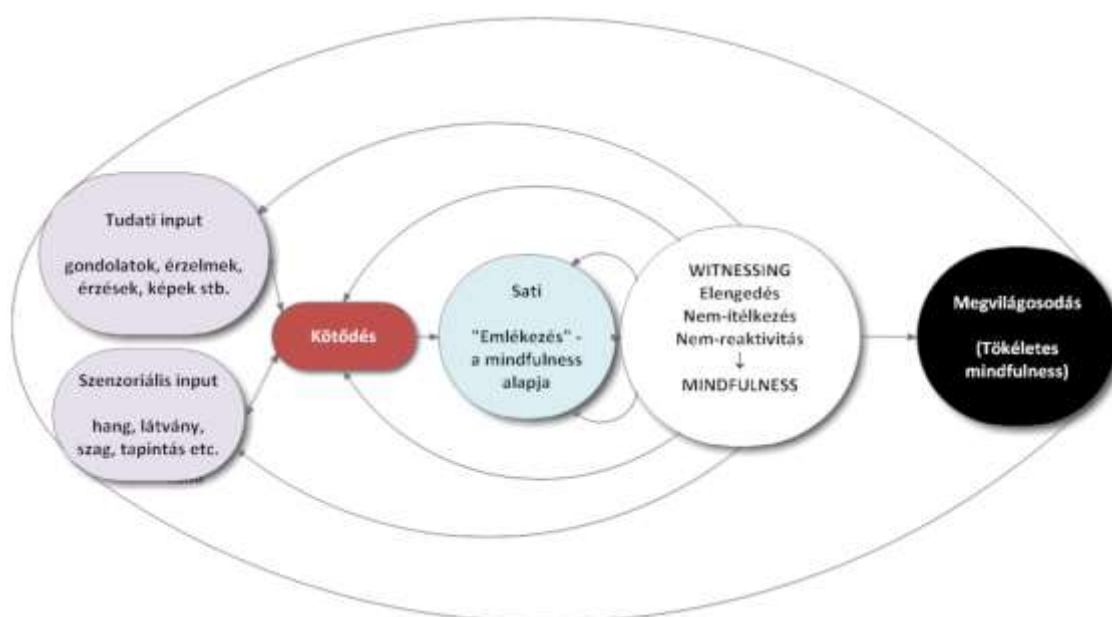 Tudati input
gondolatok, érzelmek,
érzések, képek stb.
Szenzoriális input
hang, látvány,
szag, tapintás etc.
Kötődés
Sati
"Emlékezés" -
a mindfulness
alapja
WITNESSING
Elengedés
Nem-ítélkezés
Nem-reaktivitás
↓
MINDFULNESS
Megvilágosodás
(Tökéletes
mindfulness)